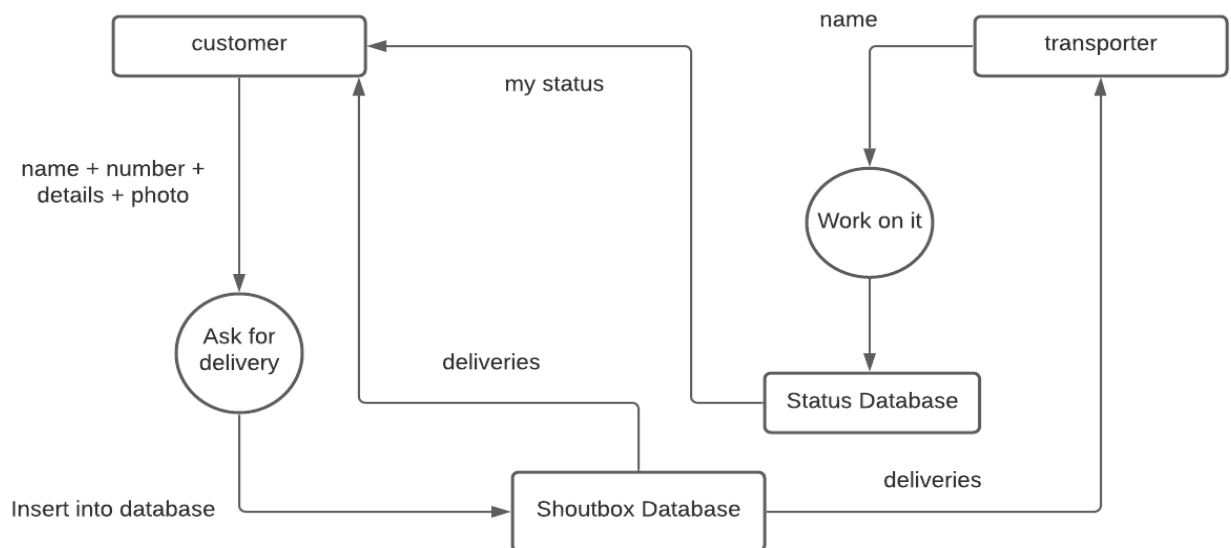 name
customer
transporter
my status
name + number +
details + photo
Work on it
Ask for
delivery
deliveries
Status Database
deliveries
Insert into database
Shoutbox Database